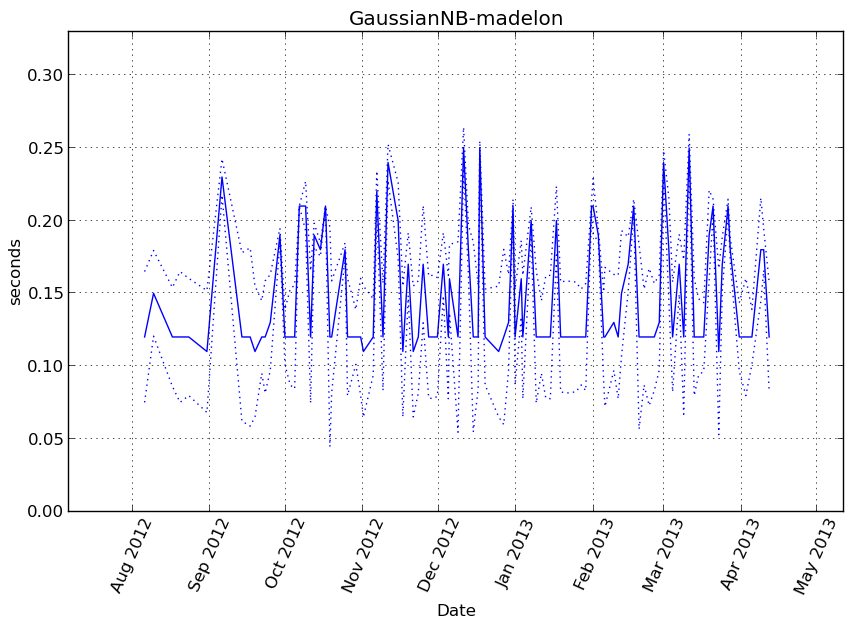 GaussianNB-madelon
0.30
0.25
0.20
0.15
0.10
0.05
0.00
seconds
Aug 2012
Sep 2012
Oct 2012
Nov 2012
Dec 2012
Jan 2013
Feb 2013
Mar 2013
Apr 2013
May 2013
Date